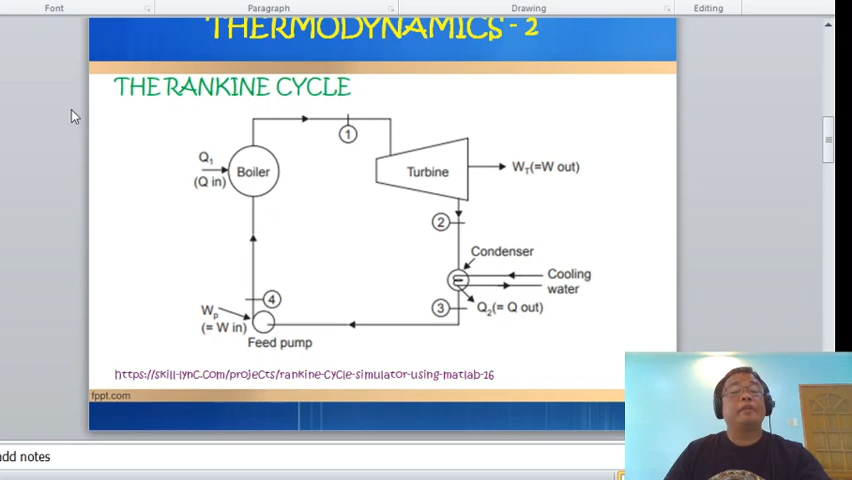 Font
Paragraph
Drawing
Editing
THERMODYNAMICS - 2
THE RANKINE CYCLE
1
Q1
(Q in)
Boiler
Turbine
WT(=W out)
2
Condenser
Cooling
water
4
3
Q2(= Q out)
Wp
(= W in)
Feed pump
https://skill-lync.com/projects/rankine-cycle-simulator-using-matlab-16
fppt.com
add notes